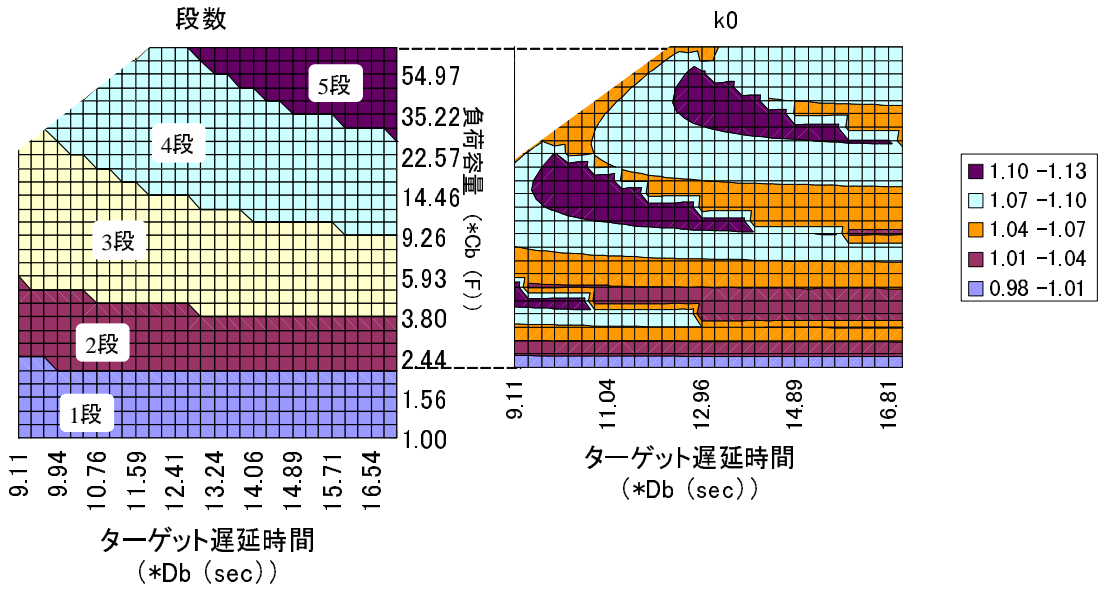 段数
5段
4段
3段
2段
1段
54.97
35.22
22.57
14.46
9.26
5.93
3.80
2.44
1.56
1.00
負荷容量 (*Cb (F))
9.11
9.94
10.76
11.59
12.41
13.24
14.06
14.89
15.71
16.54
ターゲット遅延時間
(*Db (sec))
k0
9.11
11.04
12.96
14.89
16.81
ターゲット遅延時間
(*Db (sec))
1.10 -1.13
1.07 -1.10
1.04 -1.07
1.01 -1.04
0.98 -1.01